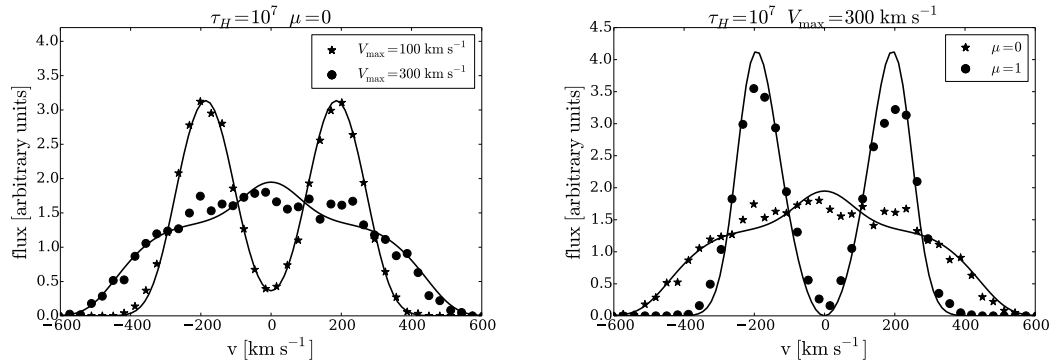 τ_H=10^7 μ=0
4.0
3.5
3.0
2.5
2.0
1.5
1.0
0.5
0.0
flux [arbitrary units]
V_max=100 km s^−1
V_max=300 km s^−1
−600 −400 −200 0 200 400 600
v [km s^−1]
τ_H=10^7 V_max=300 km s^−1
4.5
4.0
3.5
3.0
2.5
2.0
1.5
1.0
0.5
0.0
flux [arbitrary units]
μ=0
μ=1
−600 −400 −200 0 200 400 600
v [km s^−1]